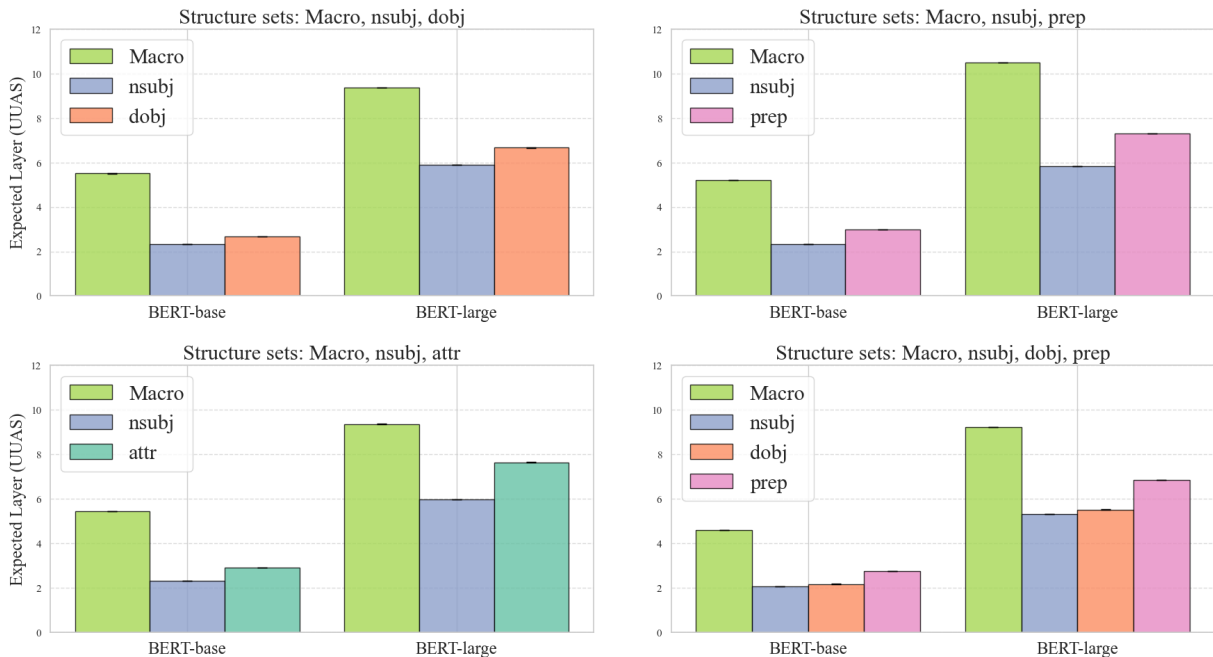 Structure sets: Macro, nsubj, dobj
Expected Layer (UUAS)
12
10
8
6
4
2
0
Macro
nsubj
dobj
BERT-base
BERT-large
Structure sets: Macro, nsubj, prep
12
10
8
6
4
2
0
Macro
nsubj
prep
BERT-base
BERT-large
Structure sets: Macro, nsubj, attr
Expected Layer (UUAS)
12
10
8
6
4
2
0
Macro
nsubj
attr
BERT-base
BERT-large
Structure sets: Macro, nsubj, dobj, prep
12
10
8
6
4
2
0
Macro
nsubj
dobj
prep
BERT-base
BERT-large